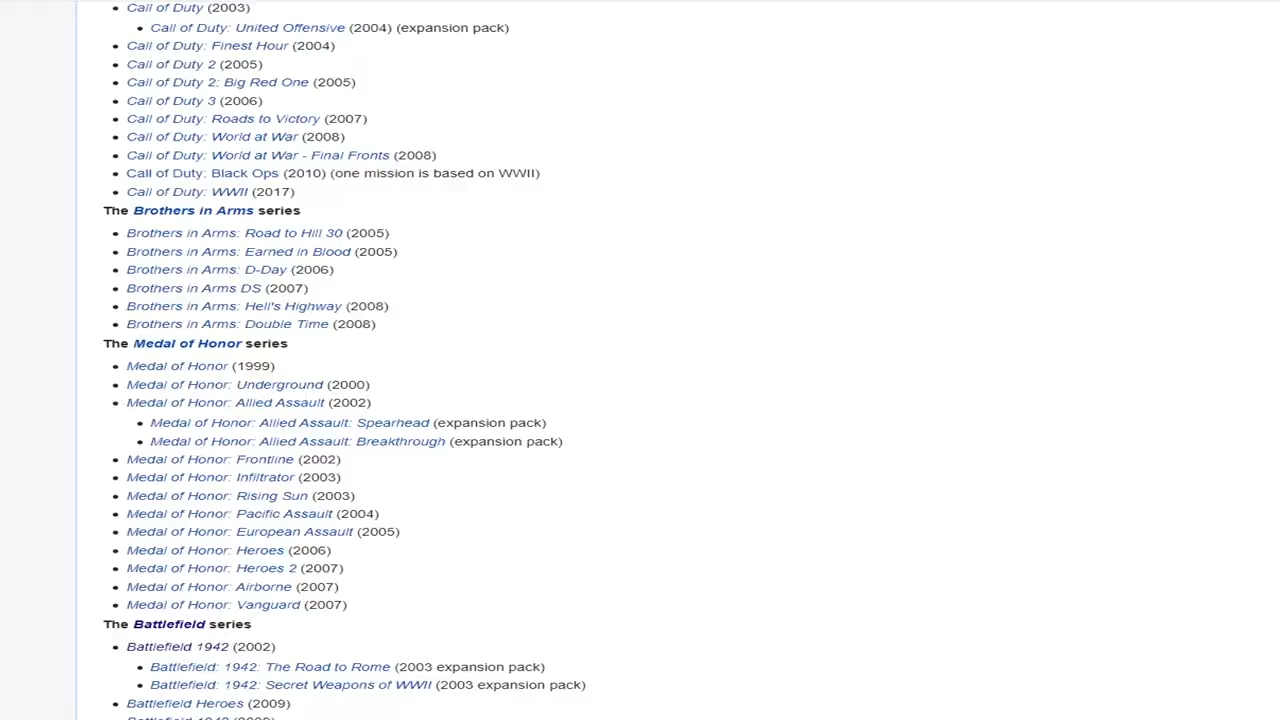 Call of Duty (2003)
Call of Duty: United Offensive (2004) (expansion pack)
Call of Duty: Finest Hour (2004)
Call of Duty 2 (2005)
Call of Duty 2: Big Red One (2005)
Call of Duty 3 (2006)
Call of Duty: Roads to Victory (2007)
Call of Duty: World at War (2008)
Call of Duty: World at War - Final Fronts (2008)
Call of Duty: Black Ops (2010) (one mission is based on WWII)
Call of Duty: WWII (2017)
The Brothers in Arms series
Brothers in Arms: Road to Hill 30 (2005)
Brothers in Arms: Earned in Blood (2005)
Brothers in Arms: D-Day (2006)
Brothers in Arms DS (2007)
Brothers in Arms: Hell's Highway (2008)
Brothers in Arms: Double Time (2008)
The Medal of Honor series
Medal of Honor (1999)
Medal of Honor: Underground (2000)
Medal of Honor: Allied Assault (2002)
Medal of Honor: Allied Assault: Spearhead (expansion pack)
Medal of Honor: Allied Assault: Breakthrough (expansion pack)
Medal of Honor: Frontline (2002)
Medal of Honor: Infiltrator (2003)
Medal of Honor: Rising Sun (2003)
Medal of Honor: Pacific Assault (2004)
Medal of Honor: European Assault (2005)
Medal of Honor: Heroes (2006)
Medal of Honor: Heroes 2 (2007)
Medal of Honor: Airborne (2007)
Medal of Honor: Vanguard (2007)
The Battlefield series
Battlefield 1942 (2002)
Battlefield: 1942: The Road to Rome (2003 expansion pack)
Battlefield: 1942: Secret Weapons of WWII (2003 expansion pack)
Battlefield Heroes (2009)